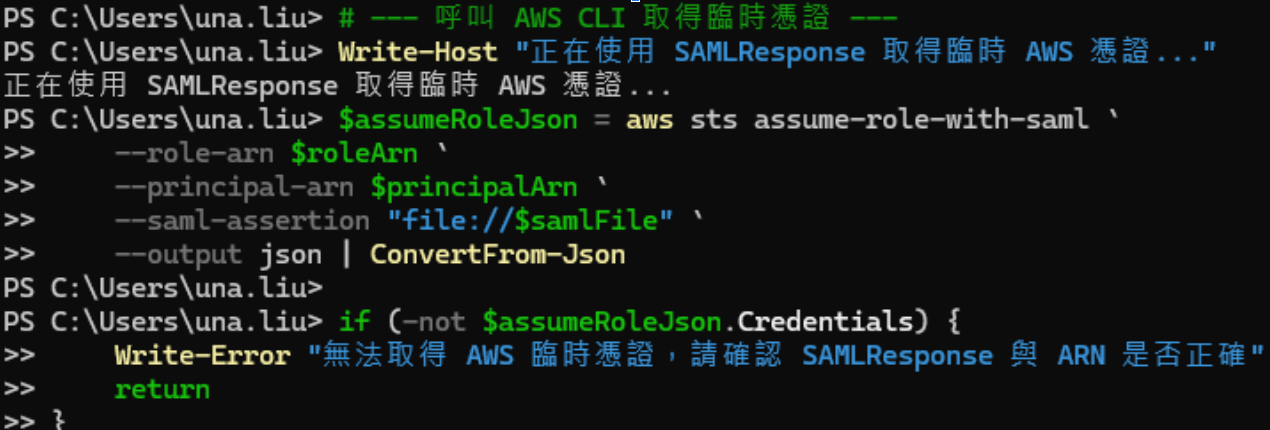 PS C:\Users\una.liu> # --- 呼叫 AWS CLI 取得臨時憑證 ---
PS C:\Users\una.liu> Write-Host "正在使用 SAMLResponse 取得臨時 AWS 憑證..."
正在使用 SAMLResponse 取得臨時 AWS 憑證...
PS C:\Users\una.liu> $assumeRoleJson = aws sts assume-role-with-saml `
>>     --role-arn $roleArn `
>>     --principal-arn $principalArn `
>>     --saml-assertion "file://$samlFile" `
>>     --output json | ConvertFrom-Json
PS C:\Users\una.liu>
PS C:\Users\una.liu> if (-not $assumeRoleJson.Credentials) {
>>     Write-Error "無法取得 AWS 臨時憑證，請確認 SAMLResponse 與 ARN 是否正確"
>>     return
>> }